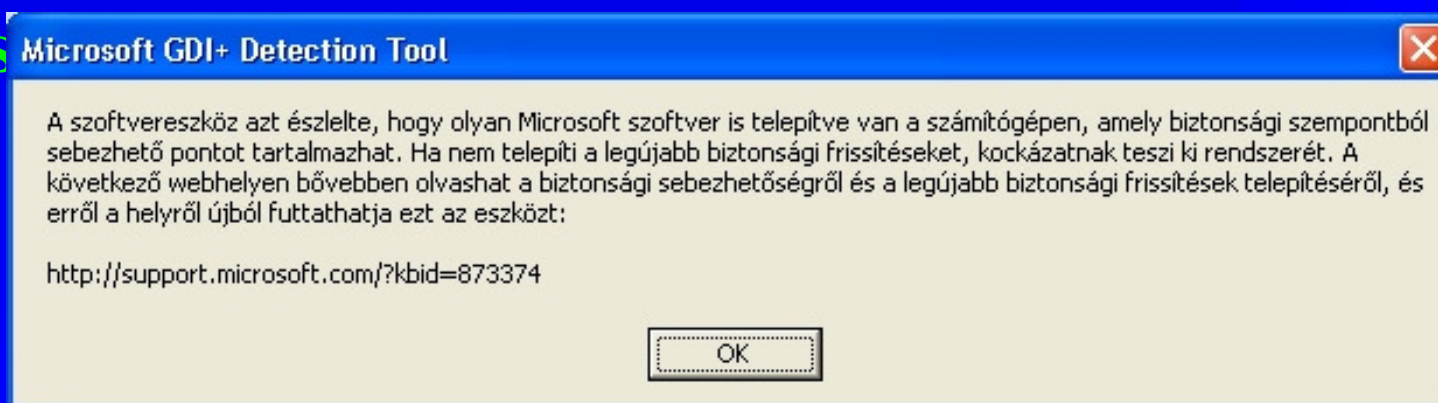 Microsoft GDI+ Detection Tool
A szoftvereszköz azt észlelte, hogy olyan Microsoft szoftver is telepítve van a számítógépen, amely biztonsági szempontból
sebezhető pontot tartalmazhat. Ha nem telepíti a legújabb biztonsági frissítéseket, kockázatnak teszi ki rendszerét. A
következő webhelyen bővebben olvashat a biztonsági sebezhetőségről és a legújabb biztonsági frissítések telepítéséről, és
erről a helyről újból futtathatja ezt az eszközt:
http://support.microsoft.com/?kbid=873374
OK